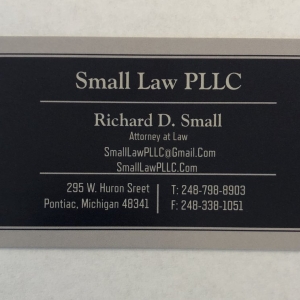 Small Law PLLC
Richard D. Small
Attorney at Law
SmallLawPLLC@Gmail.Com
SmallLawPLLC.Com
295 W. Huron Sreet
Pontiac, Michigan 48341
T: 248-798-8903
F: 248-338-1051